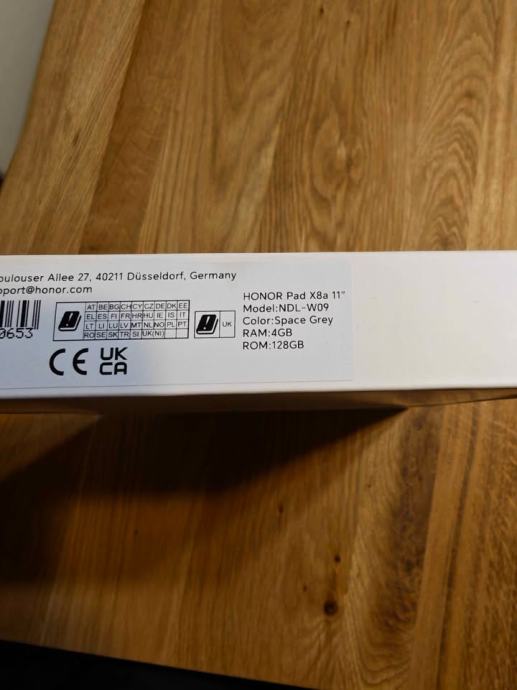 oulouser Allee 27, 40211 Düsseldorf, Germany
pport@honor.com
0653
AT BE BG CH CY CZ DE DK EE
EL ES FI FR HR HU IE IS IT
LT LI LU LV MT NL NO PL PT
RO SE SK TR SI UK(NI)
UK
CE UK
CA
HONOR Pad X8a 11"
Model:NDL-W09
Color:Space Grey
RAM:4GB
ROM:128GB